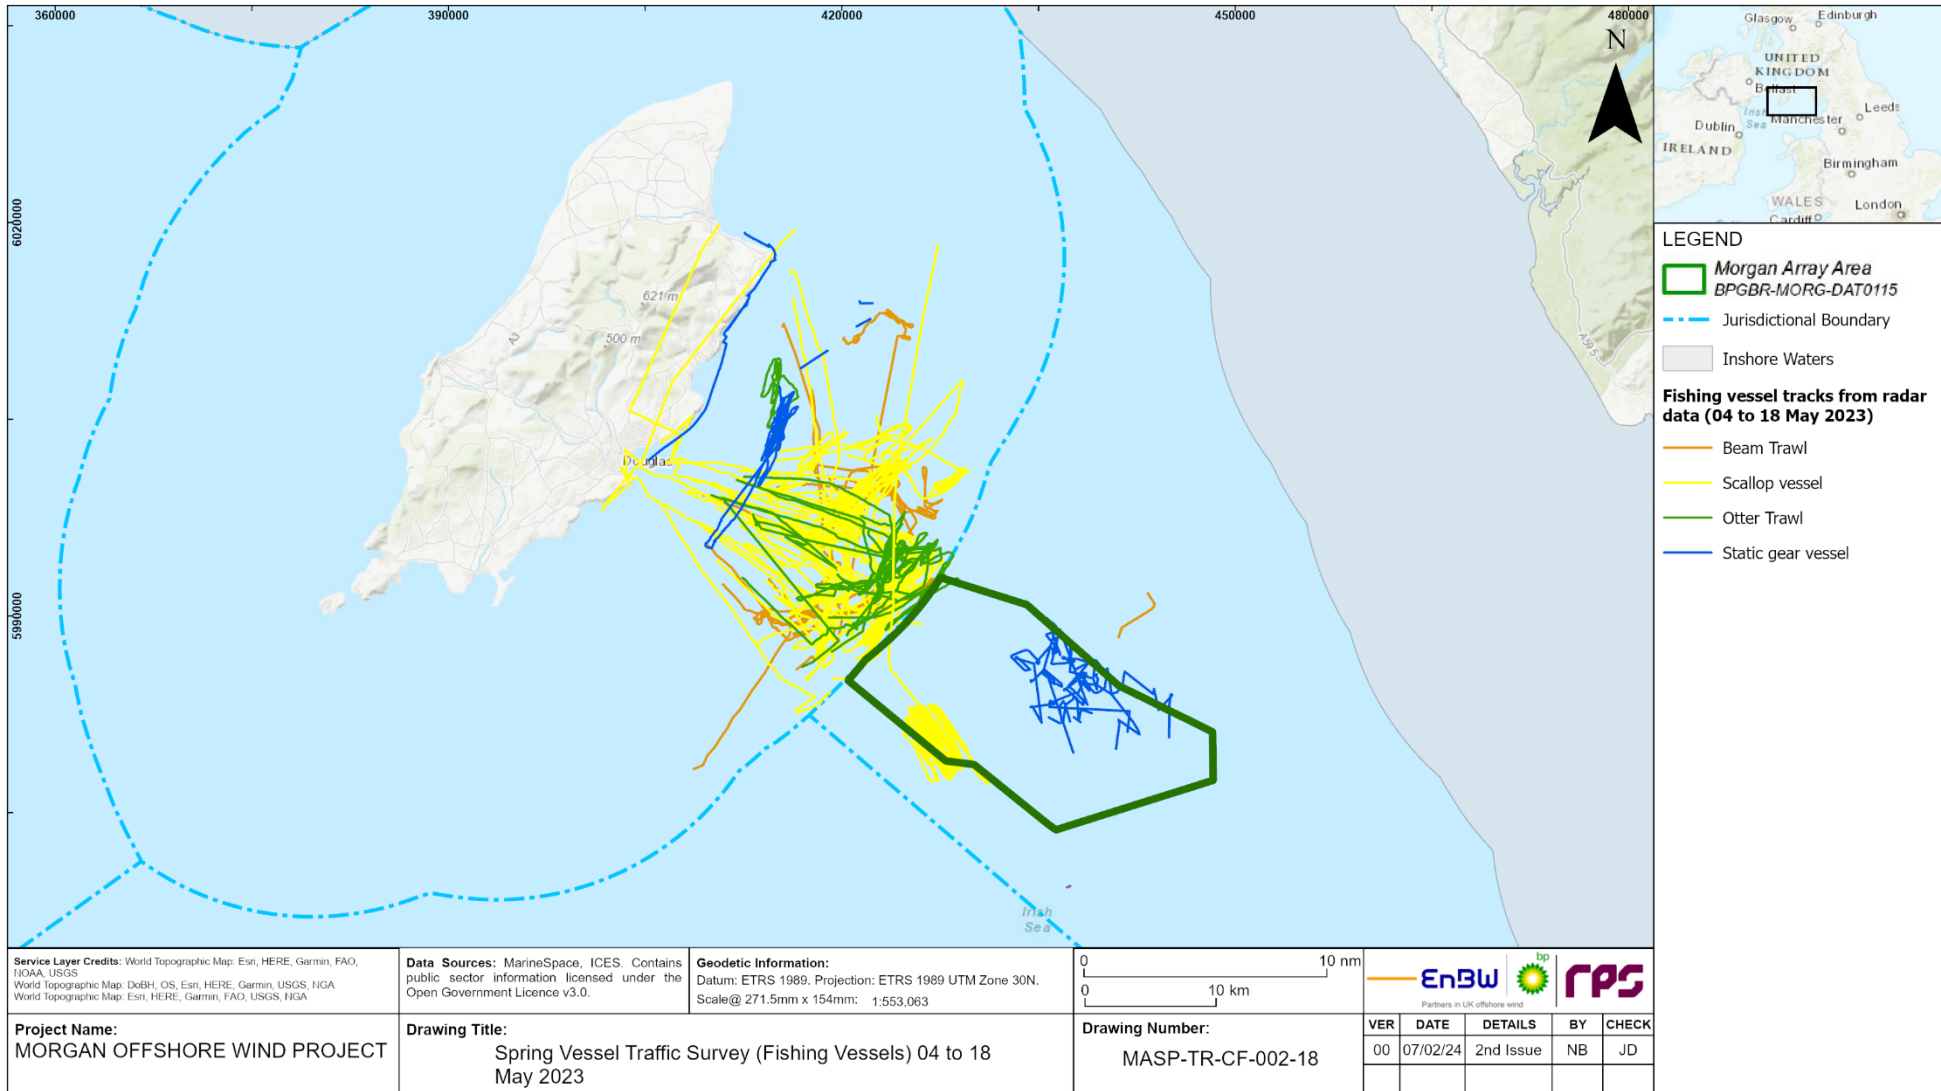 360000
390000
420000
450000
480000
6020000
5990000
N
621 m
500 m
A3
Douglas
A595
Irish
Sea
Glasgow
Edinburgh
UNITED
KINGDOM
Belfast
Leeds
Irish
Sea
Manchester
Dublin
IRELAND
Birmingham
WALES
London
Cardiff
LEGEND
Morgan Array Area
BPGBR-MORG-DAT0115
Jurisdictional Boundary
Inshore Waters
Fishing vessel tracks from radar
data (04 to 18 May 2023)
Beam Trawl
Scallop vessel
Otter Trawl
Static gear vessel
Service Layer Credits: World Topographic Map: Esri, HERE, Garmin, FAO,
NOAA, USGS
World Topographic Map: DoBH, OS, Esri, HERE, Garmin, USGS, NGA
World Topographic Map: Esri, HERE, Garmin, FAO, USGS, NGA
Data Sources: MarineSpace, ICES. Contains
public sector information licensed under the
Open Government Licence v3.0.
Geodetic Information:
Datum: ETRS 1989. Projection: ETRS 1989 UTM Zone 30N.
Scale@ 271.5mm x 154mm: 1:553,063
0 10 nm
0 10 km
EnBW
Partners in UK offshore wind
bp
rps
Project Name:
MORGAN OFFSHORE WIND PROJECT
Drawing Title:
Spring Vessel Traffic Survey (Fishing Vessels) 04 to 18
May 2023
Drawing Number:
MASP-TR-CF-002-18
VER DATE DETAILS BY CHECK
00 07/02/24 2nd Issue NB JD